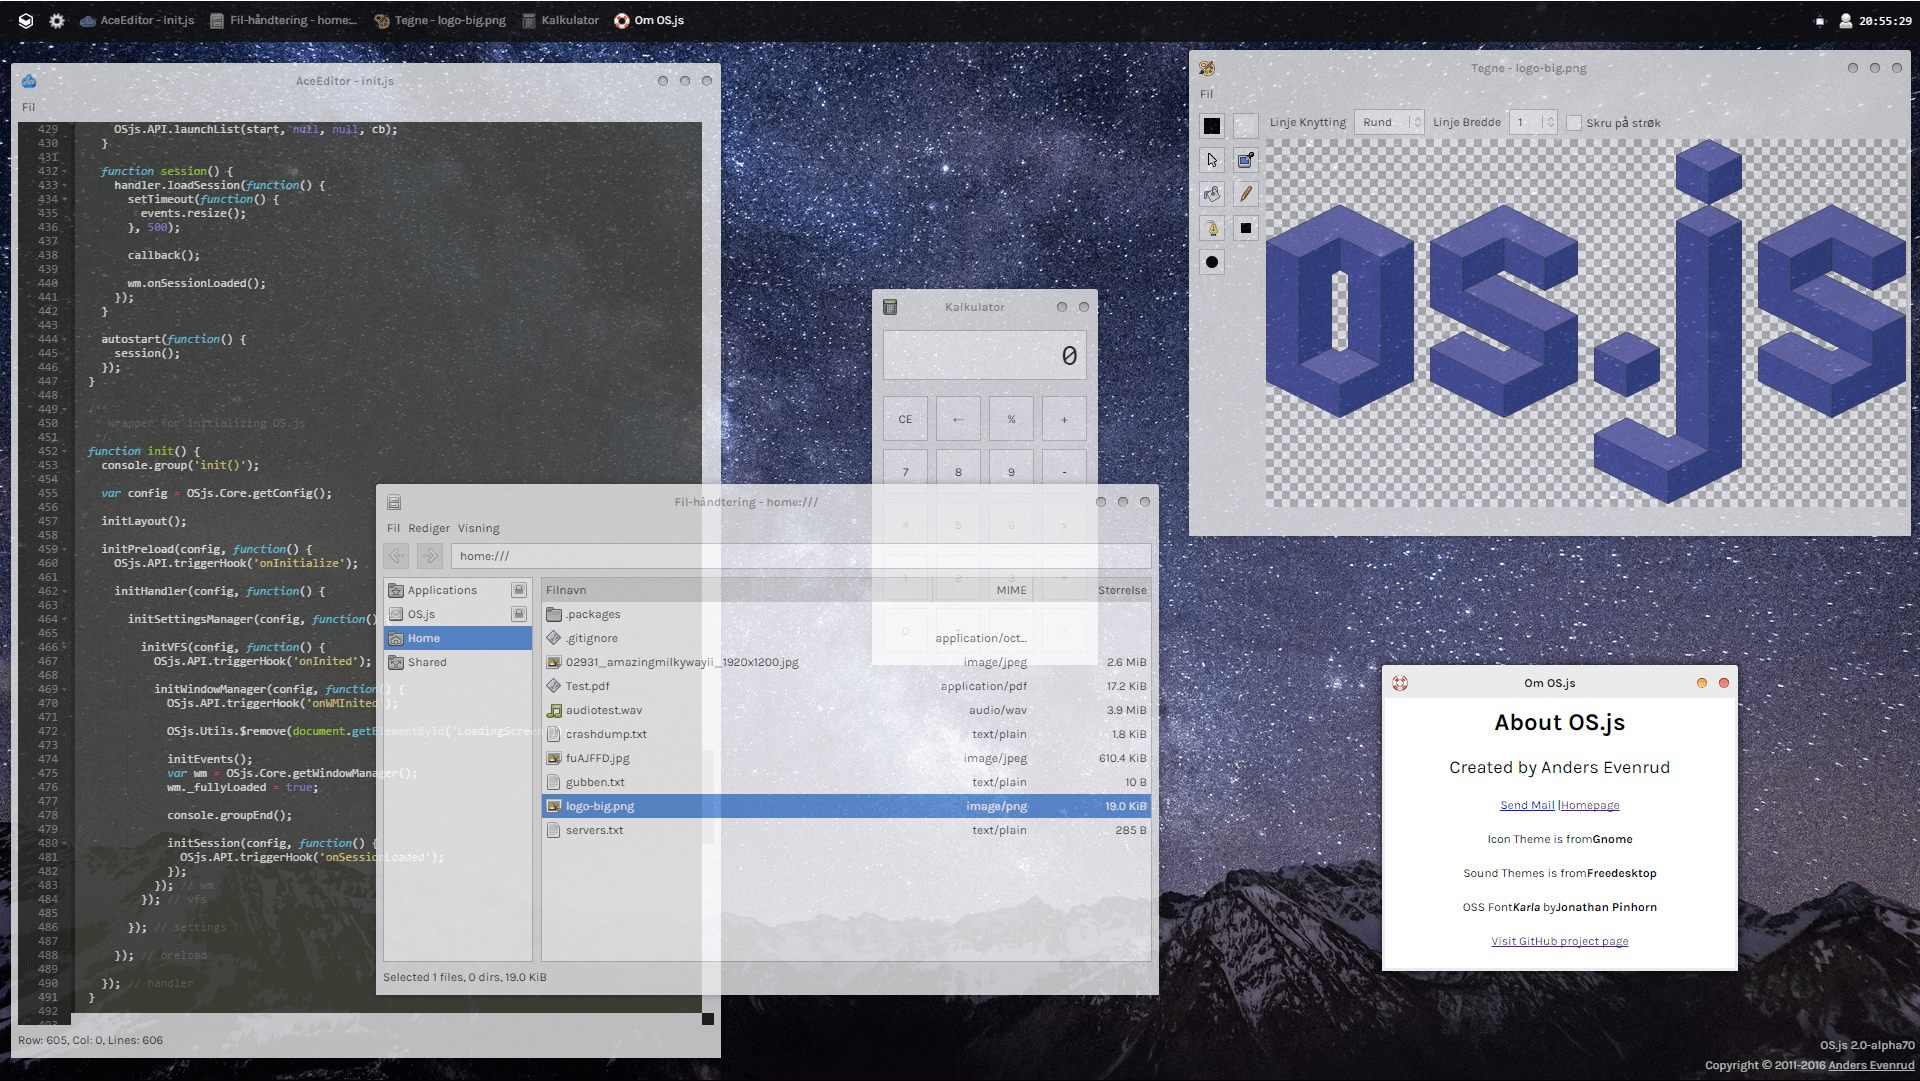 AceEditor - init.js
Fil-håndtering - home:...
Tegne - logo-big.png
Kalkulator
Om OS.js
20:55:29
AceEditor - init.js
Fil
429 OSjs.API.launchList(start, null, null, cb);
430 }
431
432 function session() {
433 handler.loadSession(function() {
434 setTimeout(function() {
435 events.resize();
436 }, 500);
437
438 callback();
439
440 wm.onSessionLoaded();
441 });
442 }
443
444 autostart(function() {
445 session();
446 });
447 }
448
449
450 * Wrapper for initializing OS.js
451
452 function init() {
453 console.group('init()');
454
455 var config = OSjs.Core.getConfig();
456
457 initLayout();
458
459 initPreload(config, function() {
460 OSjs.API.triggerHook('onInitialize');
461
462 initHandler(config, function() {
463
464 initSettingsManager(config, function()
465
466 initVFS(config, function() {
467 OSjs.API.triggerHook('onInited');
468
469 initWindowManager(config, function() {
470 OSjs.API.triggerHook('onWMInited');
471
472 OSjs.Utils.$remove(document.getElementById('LoadingScreen
473
474 initEvents();
475 var wm = OSjs.Core.getWindowManager();
476 wm._fullyLoaded = true;
477
478 console.groupEnd();
479
480 initSession(config, function() {
481 OSjs.API.triggerHook('onSessionLoaded');
482 });
483 }); // wm
484 }); // vfs
485
486 }); // settings
487
488 }); // preload
489
490 }); // handler
491 }
492
Row: 605, Col: 0, Lines: 606
Kalkulator
0
CE ← % +
7 8 9 -
4 5 6 x
1 2 3 ÷
0
Fil-håndtering - home:///
Fil Rediger Visning
home:///
Applications
OS.js
Home
Shared
Filnavn MIME Størrelse
.packages
.gitignore application/oct...
02931_amazingmilkywayii_1920x1200.jpg image/jpeg 2.6 MiB
Test.pdf application/pdf 17.2 KiB
audiotest.wav audio/wav 3.9 MiB
crashdump.txt text/plain 1.8 KiB
fuAJFFD.jpg image/jpeg 610.4 KiB
gubben.txt text/plain 10 B
logo-big.png image/png 19.0 KiB
servers.txt text/plain 285 B
Selected 1 files, 0 dirs, 19.0 KiB
Tegne - logo-big.png
Fil
Linje Knytting Rund Linje Bredde 1 Skru på strøk
OS.js
Om OS.js
About OS.js
Created by Anders Evenrud
Send Mail |Homepage
Icon Theme is fromGnome
Sound Themes is fromFreedesktop
OSS FontKarla byJonathan Pinhorn
Visit GitHub project page
OS.js 2.0-alpha70
Copyright © 2011-2016 Anders Evenrud